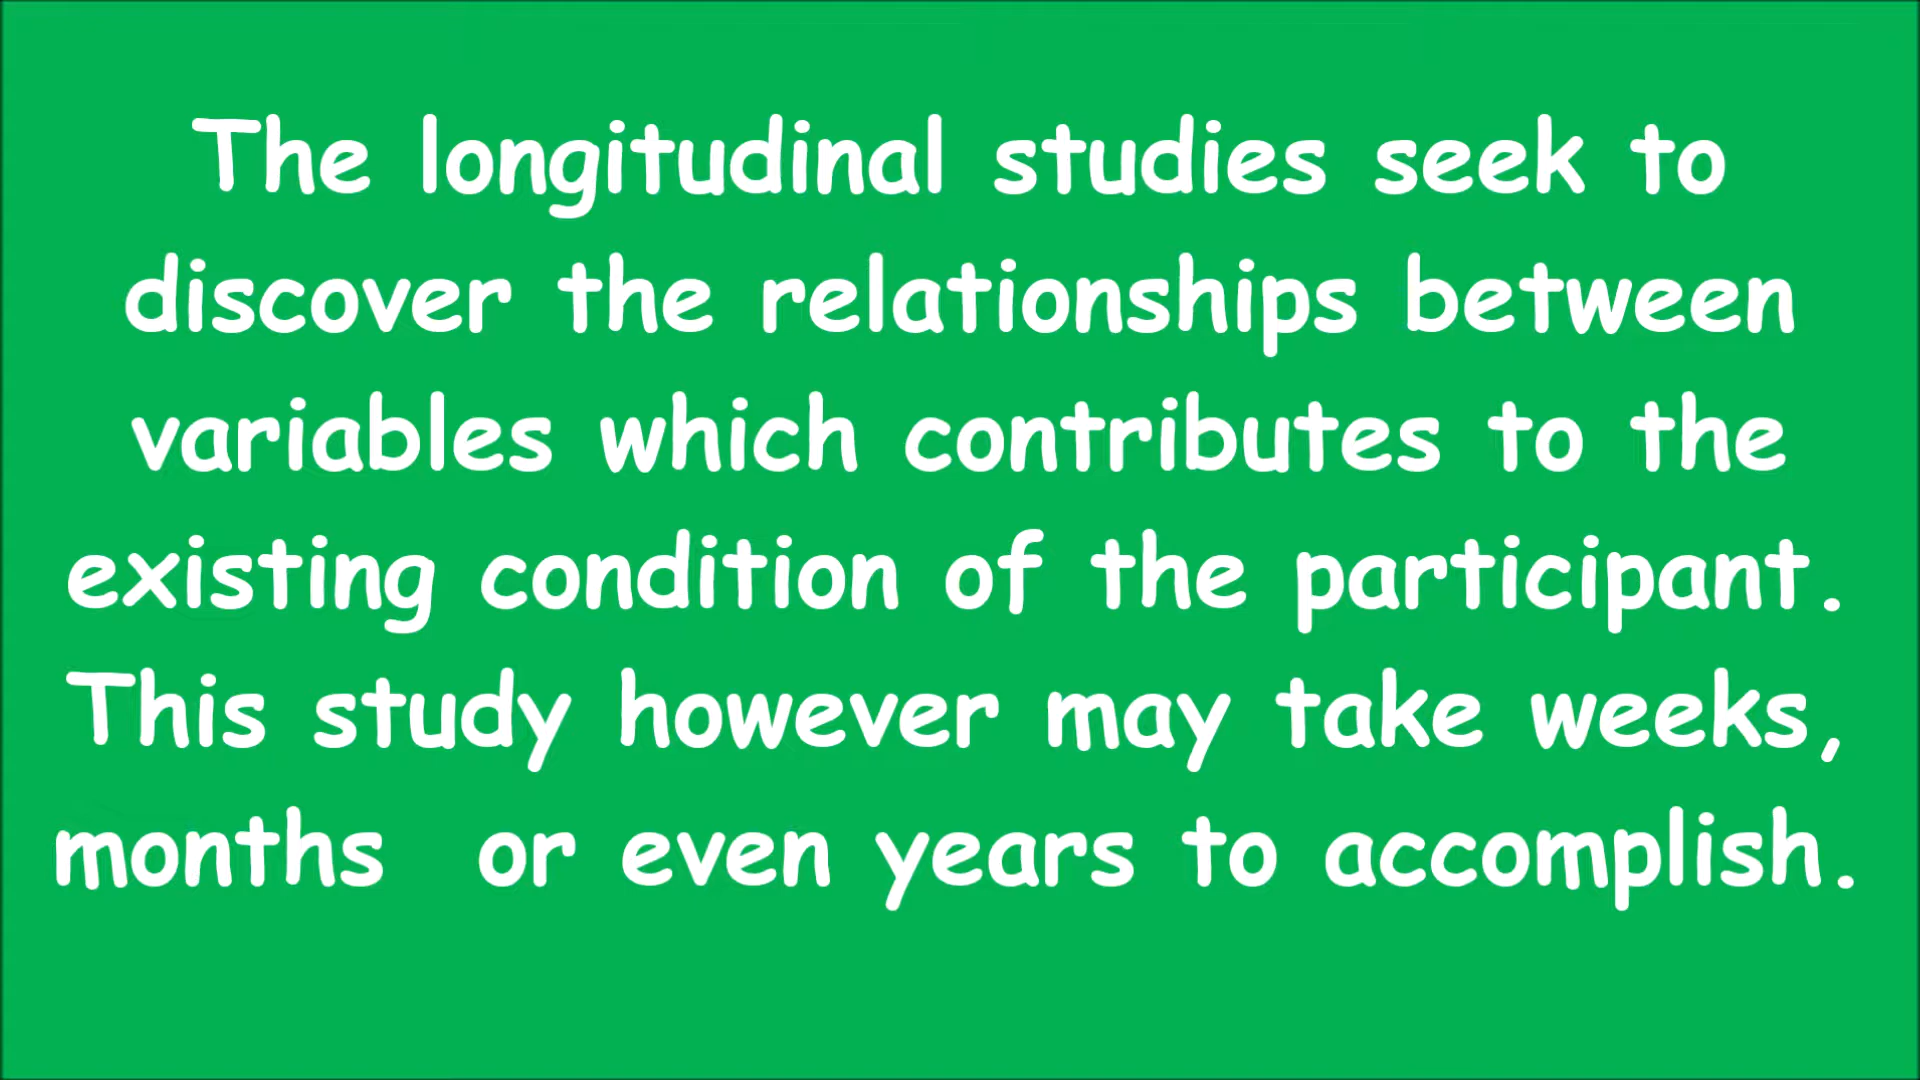 The longitudinal studies seek to
discover the relationships between
variables which contributes to the
existing condition of the participant.
This study however may take weeks,
months or even years to accomplish.